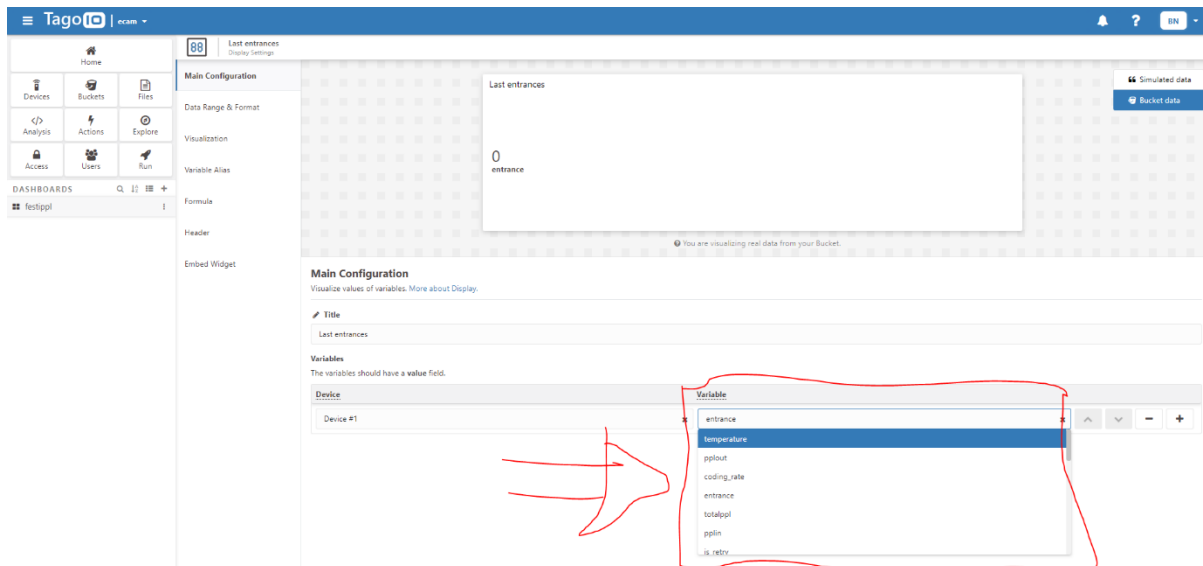 Tago IO | ecam
? BN
Home
Devices Buckets Files
</> Analysis Actions Explore
Access Users Run
DASHBOARDS
festippl
88 Last entrances
Display Settings
Main Configuration
Data Range & Format
Visualization
Variable Alias
Formula
Header
Embed Widget
Last entrances
0
entrance
Simulated data
Bucket data
You are visualizing real data from your Bucket.
Main Configuration
Visualize values of variables. More about Display.
Title
Last entrances
Variables
The variables should have a value field.
Device Variable
Device #1 x entrance x
temperature
pplout
coding_rate
entrance
totalppl
pplin
is_retry